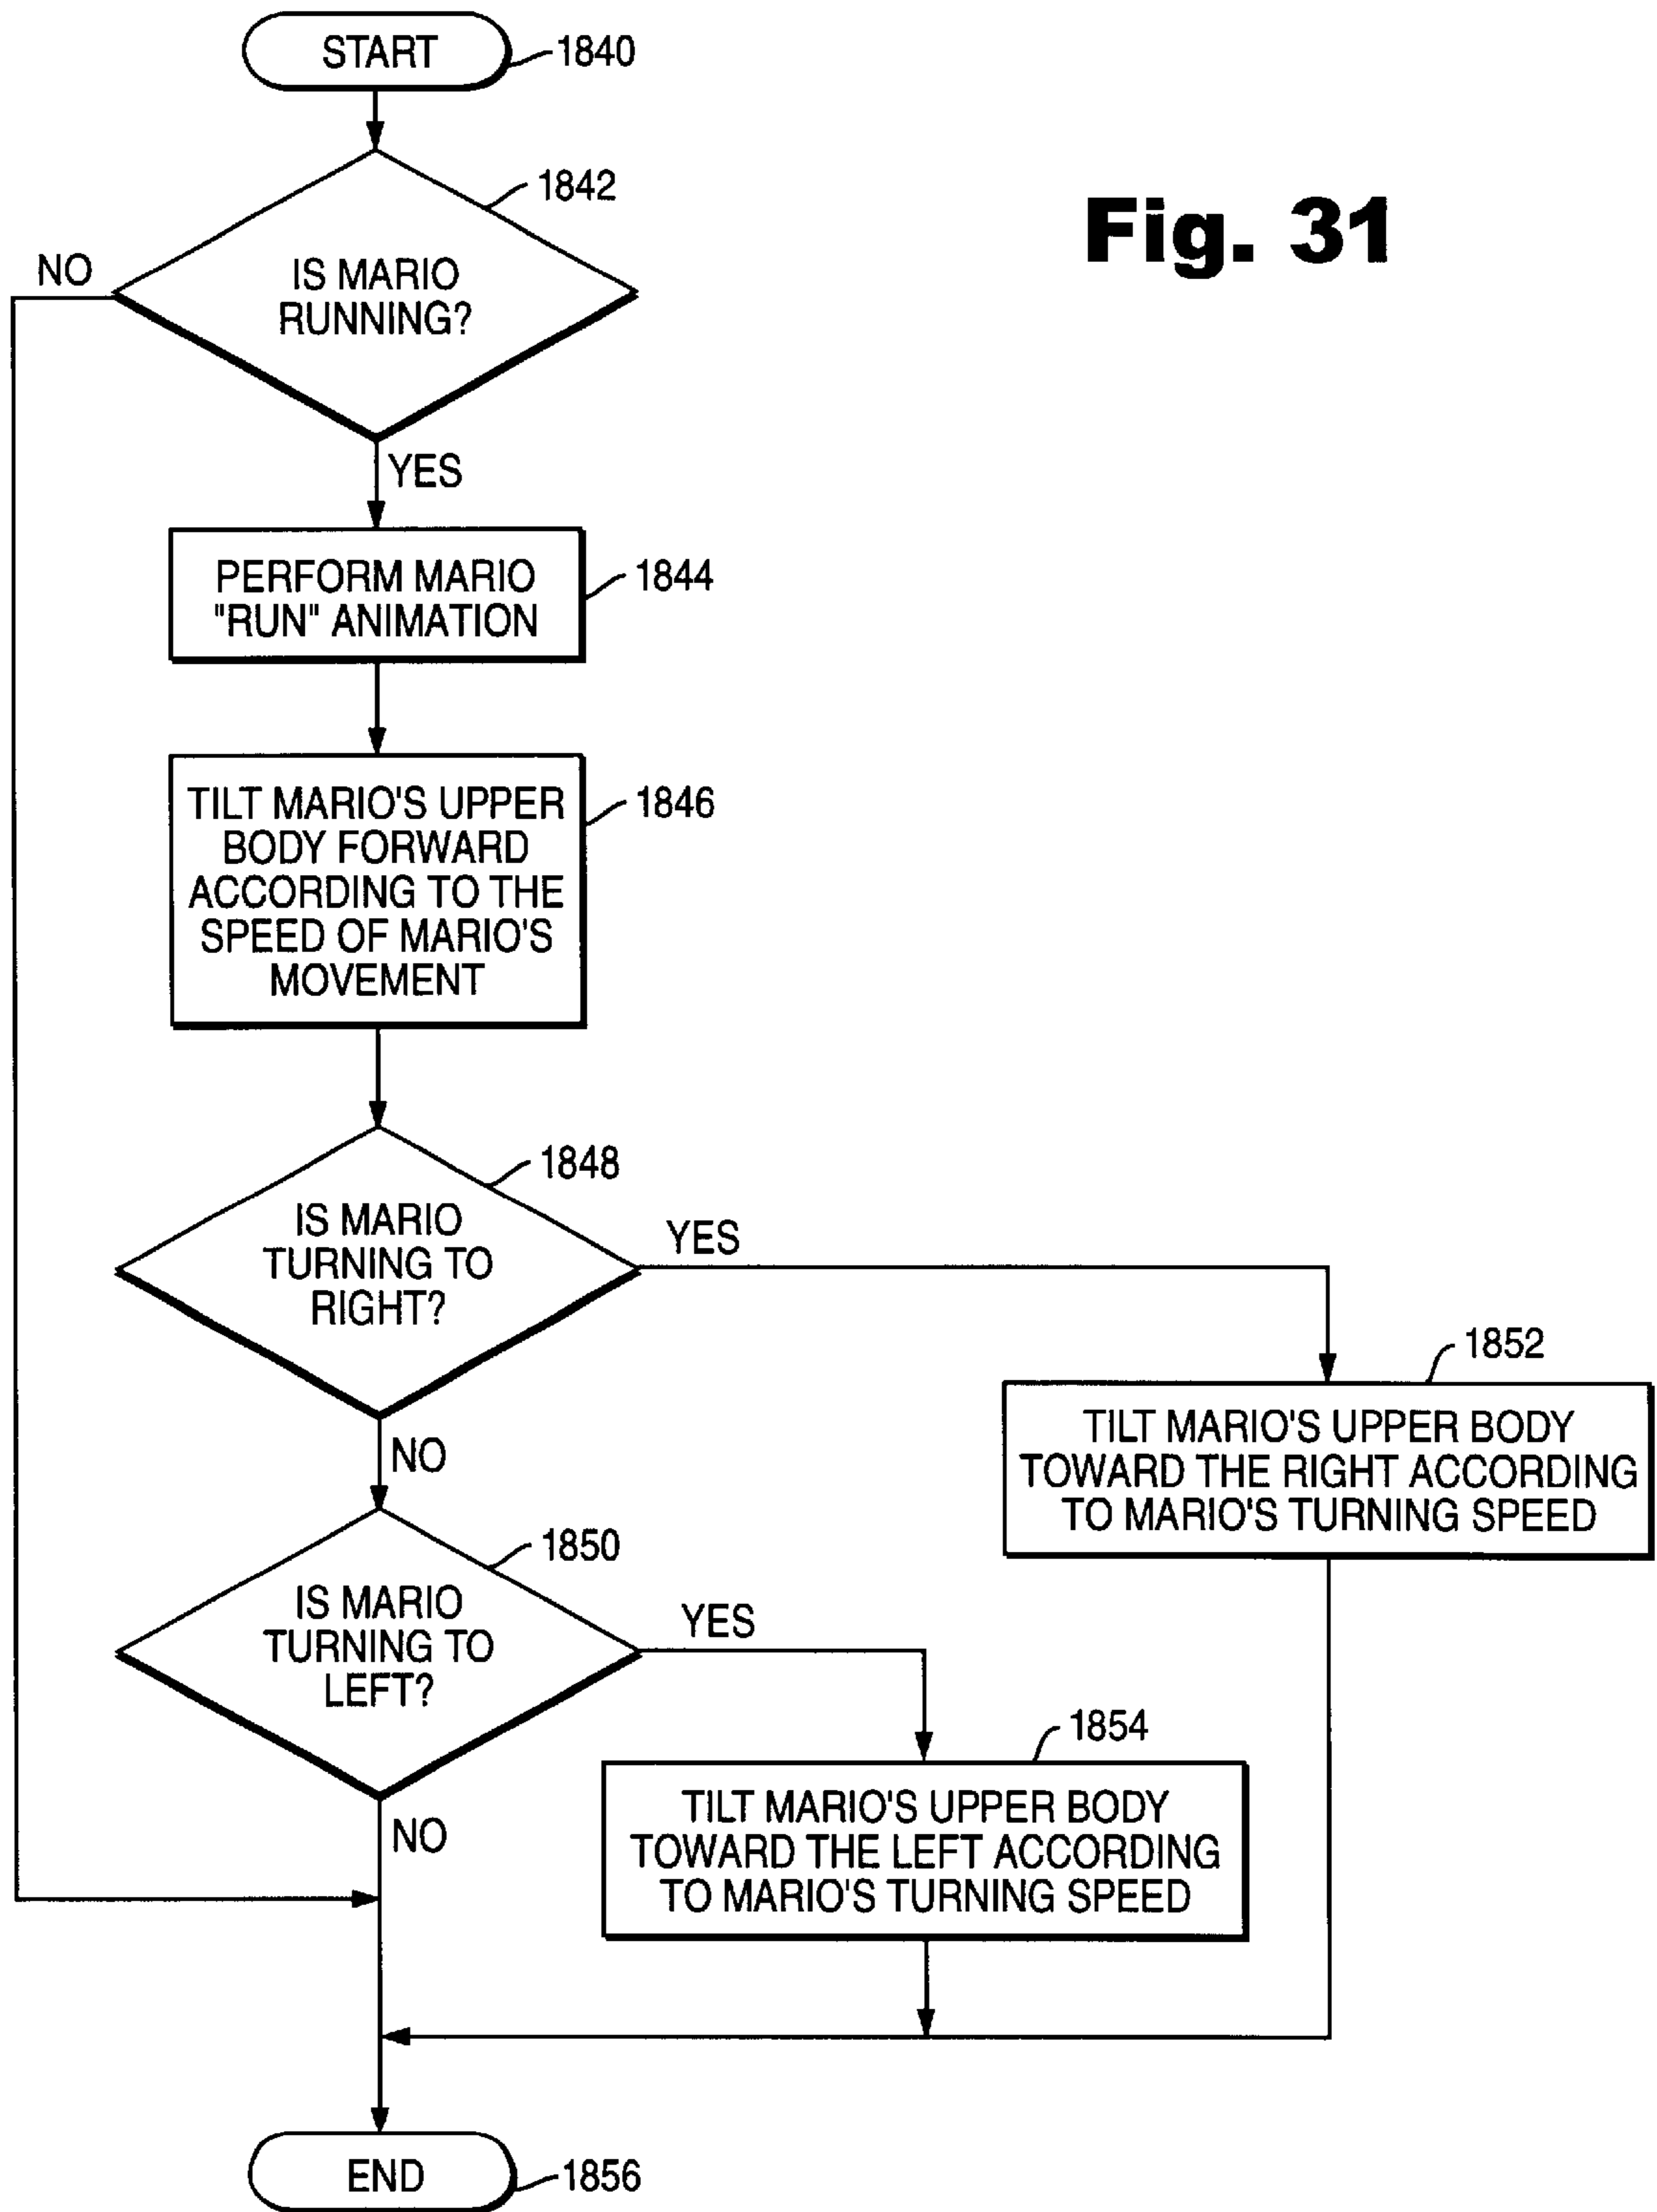 START
1840
1842
Fig. 31
NO
IS MARIO
RUNNING?
YES
PERFORM MARIO
"RUN" ANIMATION
1844
TILT MARIO'S UPPER
BODY FORWARD
ACCORDING TO THE
SPEED OF MARIO'S
MOVEMENT
1846
1848
IS MARIO
TURNING TO
RIGHT?
YES
1852
TILT MARIO'S UPPER BODY
TOWARD THE RIGHT ACCORDING
TO MARIO'S TURNING SPEED
NO
1850
IS MARIO
TURNING TO
LEFT?
YES
1854
TILT MARIO'S UPPER BODY
TOWARD THE LEFT ACCORDING
TO MARIO'S TURNING SPEED
NO
END
1856